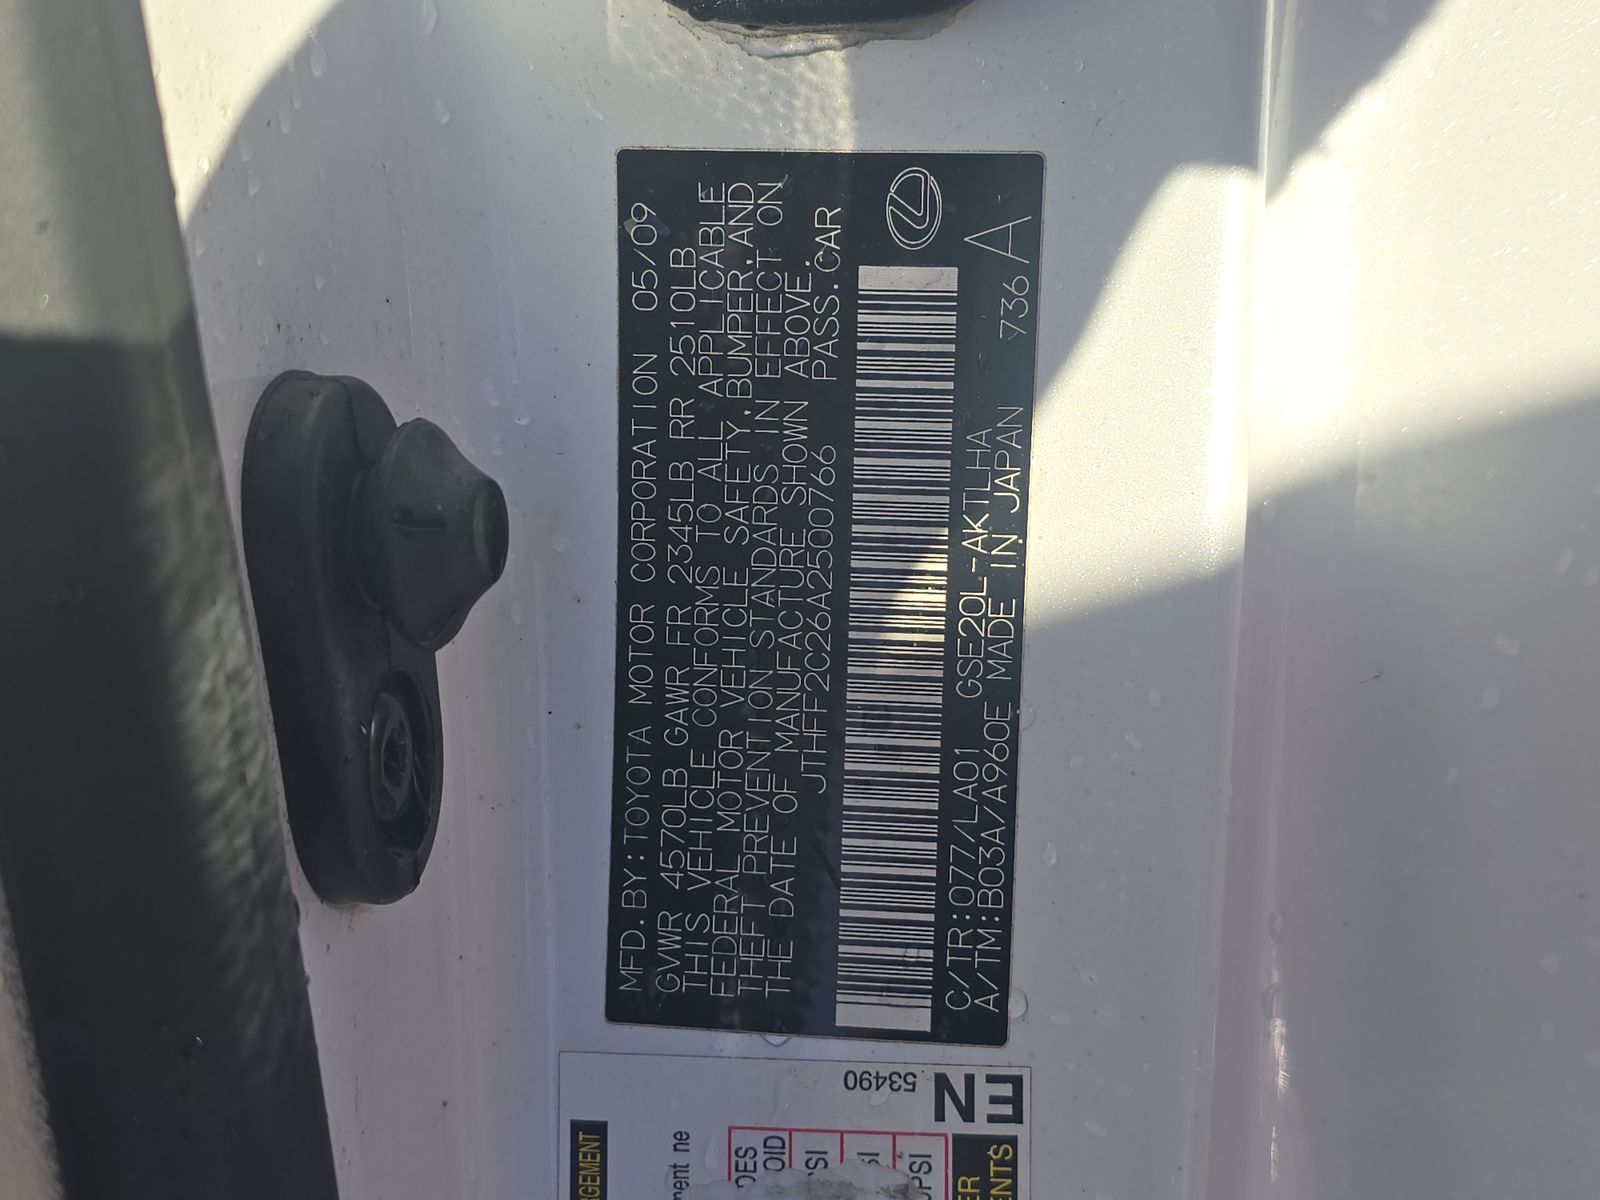 MFD.BY:TOYOTA MOTOR CORPORATION 05/09
GVWR 4570LB GAWR FR 2345LB RR 2510LB
THIS VEHICLE CONFORMS TO ALL APPLICABLE
FEDERAL MOTOR VEHICLE SAFETY,BUMPER,AND
THEFT PREVENTION STANDARDS IN EFFECT ON
THE DATE OF MANUFACTURE SHOWN ABOVE.
JTHFF2C26A2500766 PASS.CAR
C/TR:077/LA01 GSE20L-AKTLHA
A/TM:B03A/A960E MADE IN JAPAN 736 A
53490
EN